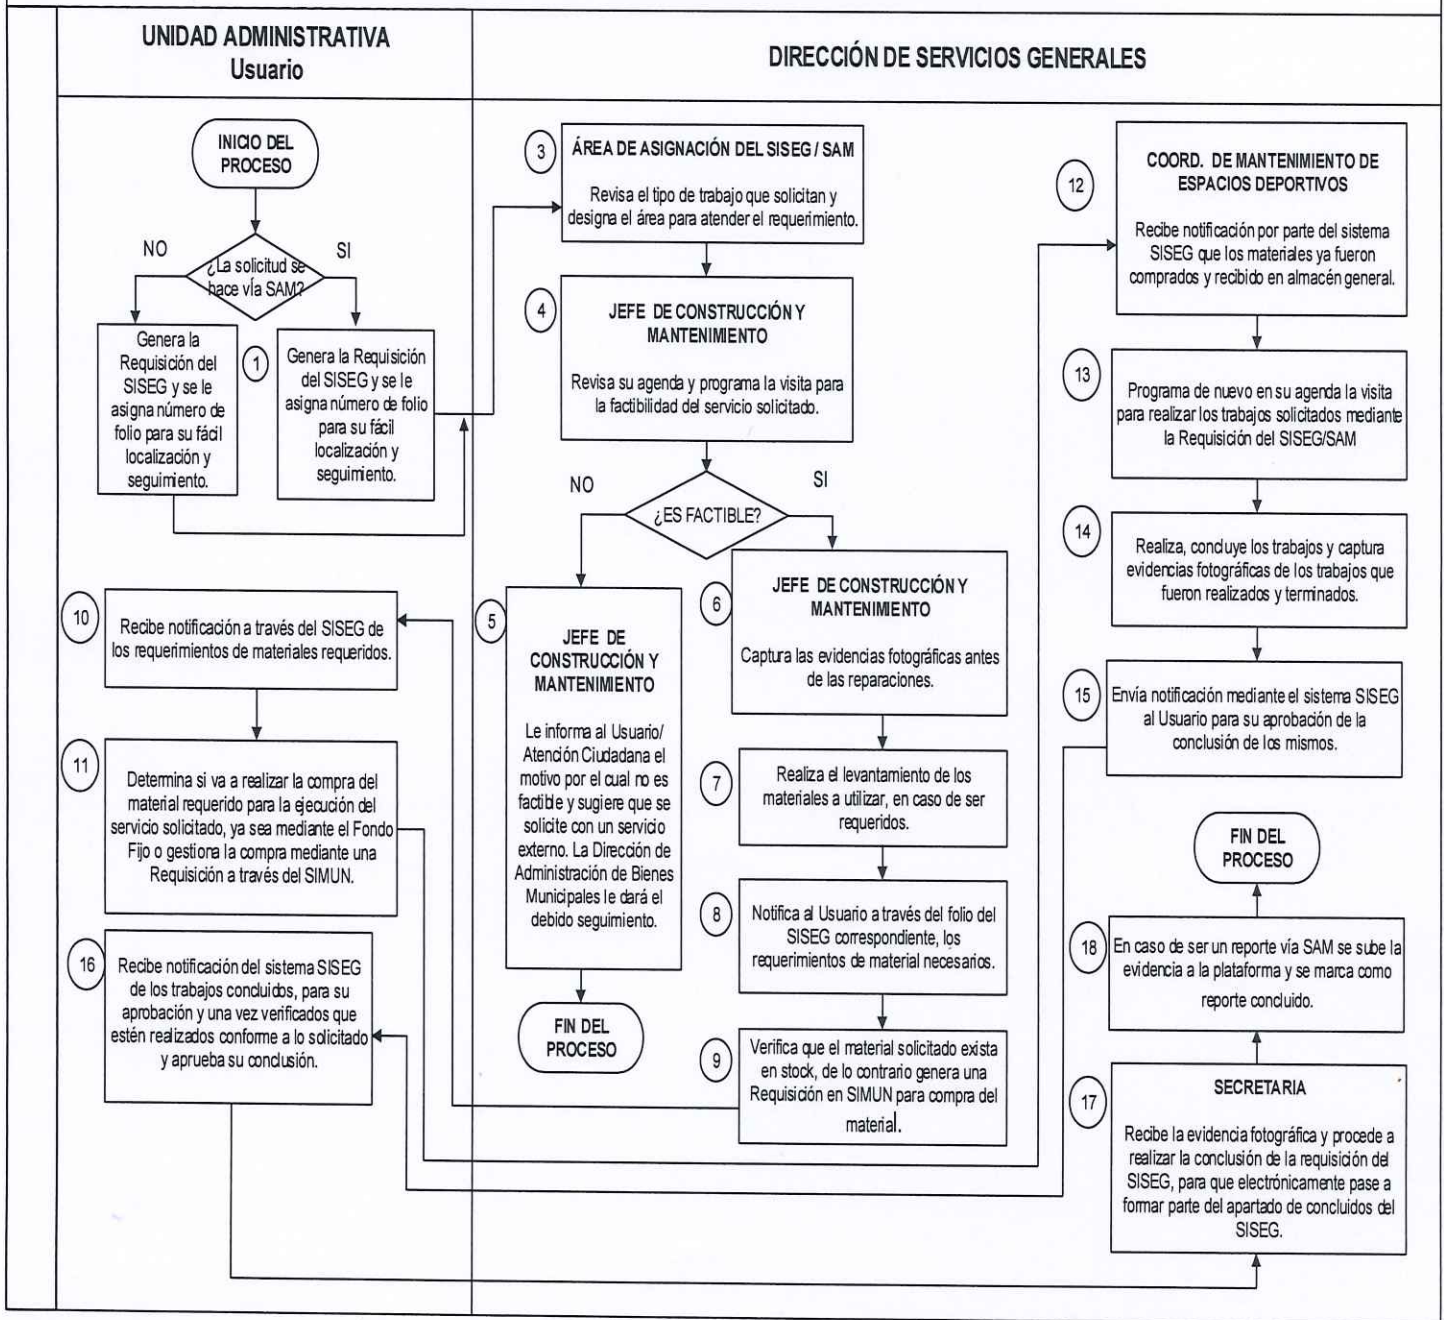 UNIDAD ADMINISTRATIVA
Usuario
DIRECCIÓN DE SERVICIOS GENERALES
INICIO DEL
PROCESO
NO
SI
¿La solicitud se
hace vía SAM?
Genera la
Requisición del
SISEG y se le
asigna número de
folio para su fácil
localización y
seguimiento.
1
Genera la Requisición
del SISEG y se le
asigna número de folio
para su fácil
localización y
seguimiento.
3
ÁREA DE ASIGNACIÓN DEL SISEG / SAM
Revisa el tipo de trabajo que solicitan y
designa el área para atender el requerimiento.
4
JEFE DE CONSTRUCCIÓN Y
MANTENIMIENTO
Revisa su agenda y programa la visita para
la factibilidad del servicio solicitado.
NO
SI
¿ES FACTIBLE?
5
JEFE DE
CONSTRUCCIÓN Y
MANTENIMIENTO
Le informa al Usuario/
Atención Ciudadana el
motivo por el cual no es
factible y sugiere que se
solicite con un servicio
externo. La Dirección de
Administración de Bienes
Municipales le dará el
debido seguimiento.
FIN DEL
PROCESO
6
JEFE DE CONSTRUCCIÓN Y
MANTENIMIENTO
Captura las evidencias fotográficas antes
de las reparaciones.
7
Realiza el levantamiento de los
materiales a utilizar, en caso de ser
requeridos.
8
Notifica al Usuario a través del folio del
SISEG correspondiente, los
requerimientos de material necesarios.
9
Verifica que el material solicitado exista
en stock, de lo contrario genera una
Requisición en SIMUN para compra del
material.
10
Recibe notificación a través del SISEG de
los requerimientos de materiales requeridos.
11
Determina si va a realizar la compra del
material requerido para la ejecución del
servicio solicitado, ya sea mediante el Fondo
Fijo o gestiona la compra mediante una
Requisición a través del SIMUN.
12
COORD. DE MANTENIMIENTO DE
ESPACIOS DEPORTIVOS
Recibe notificación por parte del sistema
SISEG que los materiales ya fueron
comprados y recibido en almacén general.
13
Programa de nuevo en su agenda la visita
para realizar los trabajos solicitados mediante
la Requisición del SISEG/SAM
14
Realiza, concluye los trabajos y captura
evidencias fotográficas de los trabajos que
fueron realizados y terminados.
15
Envía notificación mediante el sistema SISEG
al Usuario para su aprobación de la
conclusión de los mismos.
16
Recibe notificación del sistema SISEG
de los trabajos concluidos, para su
aprobación y una vez verificados que
estén realizados conforme a lo solicitado
y aprueba su conclusión.
17
SECRETARIA
Recibe la evidencia fotográfica y procede a
realizar la conclusión de la requisición del
SISEG, para que electrónicamente pase a
formar parte del apartado de concluidos del
SISEG.
18
En caso de ser un reporte vía SAM se sube la
evidencia a la plataforma y se marca como
reporte concluido.
FIN DEL
PROCESO